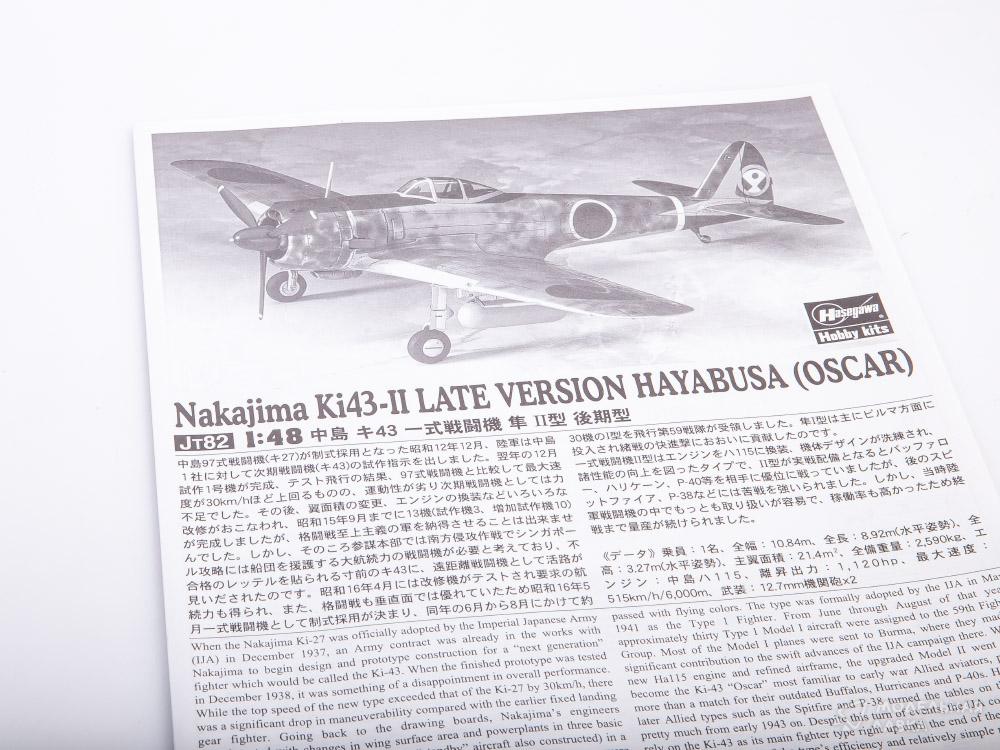 Hasegawa
Hobby kits
Nakajima Ki43-II LATE VERSION HAYABUSA (OSCAR)
JT82 1:48 中島 キ43 一式戦闘機 隼 II型 後期型
中島97式戦闘機(キ27)が制式採用となった昭和12年12月、陸軍は中島
1社に対して次期戦闘機(キ43)の試作指示を出しました。翌年の12月
試作1号機が完成、テスト飛行の結果、97式戦闘機と比較して最大速
度が30km/hほど上回るものの、運動性が劣り次期戦闘機としては力
不足でした。その後、翼面積の変更、エンジンの換装などいろいろな
改修がおこなわれ、昭和15年9月までに13機(試作機3、増加試作機10)
が完成しましたが、格闘戦至上主義の軍を納得させることは出来ませ
んでした。しかし、そのころ参謀本部では南方侵攻作戦でシンガポー
ル攻略には船団を援護する大航続力の戦闘機が必要と考えており、不
合格のレッテルを貼られる寸前のキ43に、遠距離戦闘機として活路が
見いだされたのです。昭和16年4月には改修機がテストされ要求の航
続力も得られ、また、格闘戦も垂直面では優れていたため昭和16年5
月一式戦闘機として制式採用が決まり、同年の6月から8月にかけて約
30機のI型を飛行第59戦隊が受領しました。隼I型は主にビルマ方面に
投入され緒戦の快進撃におおいに貢献したのです。
一式戦闘機II型はエンジンをハ115に換装、機体デザインが洗練され、
諸性能の向上を図ったタイプで、II型が実戦配備となるとバッファロ
ー、ハリケーン、P-40等を相手に優位に戦っていましたが、後のスピ
ットファイア、P-38などには苦戦を強いられました。しかし、当時陸
軍戦闘機の中でもっとも取り扱いが容易で、稼働率も高かったため終
戦まで量産が続けられました。
《データ》乗員：1名、全幅：10.84m、全長：8.92m(水平姿勢)、全
高：3.27m(水平姿勢)、主翼面積：21.4m²、全備重量：2,590kg、エ
ンジン：中島ハ115、離昇出力：1,120hp、最大速度：
515km/h/6,000m、武装：12.7mm機関砲x2
When the Nakajima Ki-27 was officially adopted by the Imperial Japanese Army
(IJA) in December 1937, an Army contract was already in the works with
Nakajima to begin design and prototype construction for a "next generation"
fighter which would be called the Ki-43. When the finished prototype was tested
in December 1938, it was something of a disappointment in overall performance.
While the top speed of the new type exceeded that of the Ki-27 by 30km/h, there
was a significant drop in maneuverability compared with the earlier fixed landing
gear fighter. Going back to the drawing boards, Nakajima's engineers
with changes in wing surface area and powerplants in three basic
aircraft also constructed) in a
passed with flying colors. The type was formally adopted by the IJA in
1941 as the Type 1 Fighter. From June through August of that year
approximately thirty Type 1 Model I aircraft were assigned to the 59th Fighter
Group. Most of the Model I planes were sent to Burma, where they made
significant contribution to the swift advances of the IJA campaign there. W
new Ha115 engine and refined airframe, the upgraded Model II went
become the Ki-43 "Oscar" most familiar to early war Allied aviators,
more than a match for their outdated Buffalos, Hurricanes and P-40s. H
later Allied types such as the Spitfire and P-38 turned the tables on
pretty much from early 1943 on. Despite this
rely on the Ki-43 as its main fighter type right up the end of the
type's efficiency and relatively simple